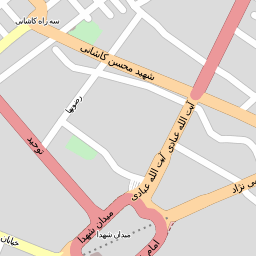 سه راه کاشانی
شهید محسن کاشانی
رضویها
آیت الله عبادی
توحید
آیت الله عبادی
میدان شهدا
میدان شهدا
امام
خیابان